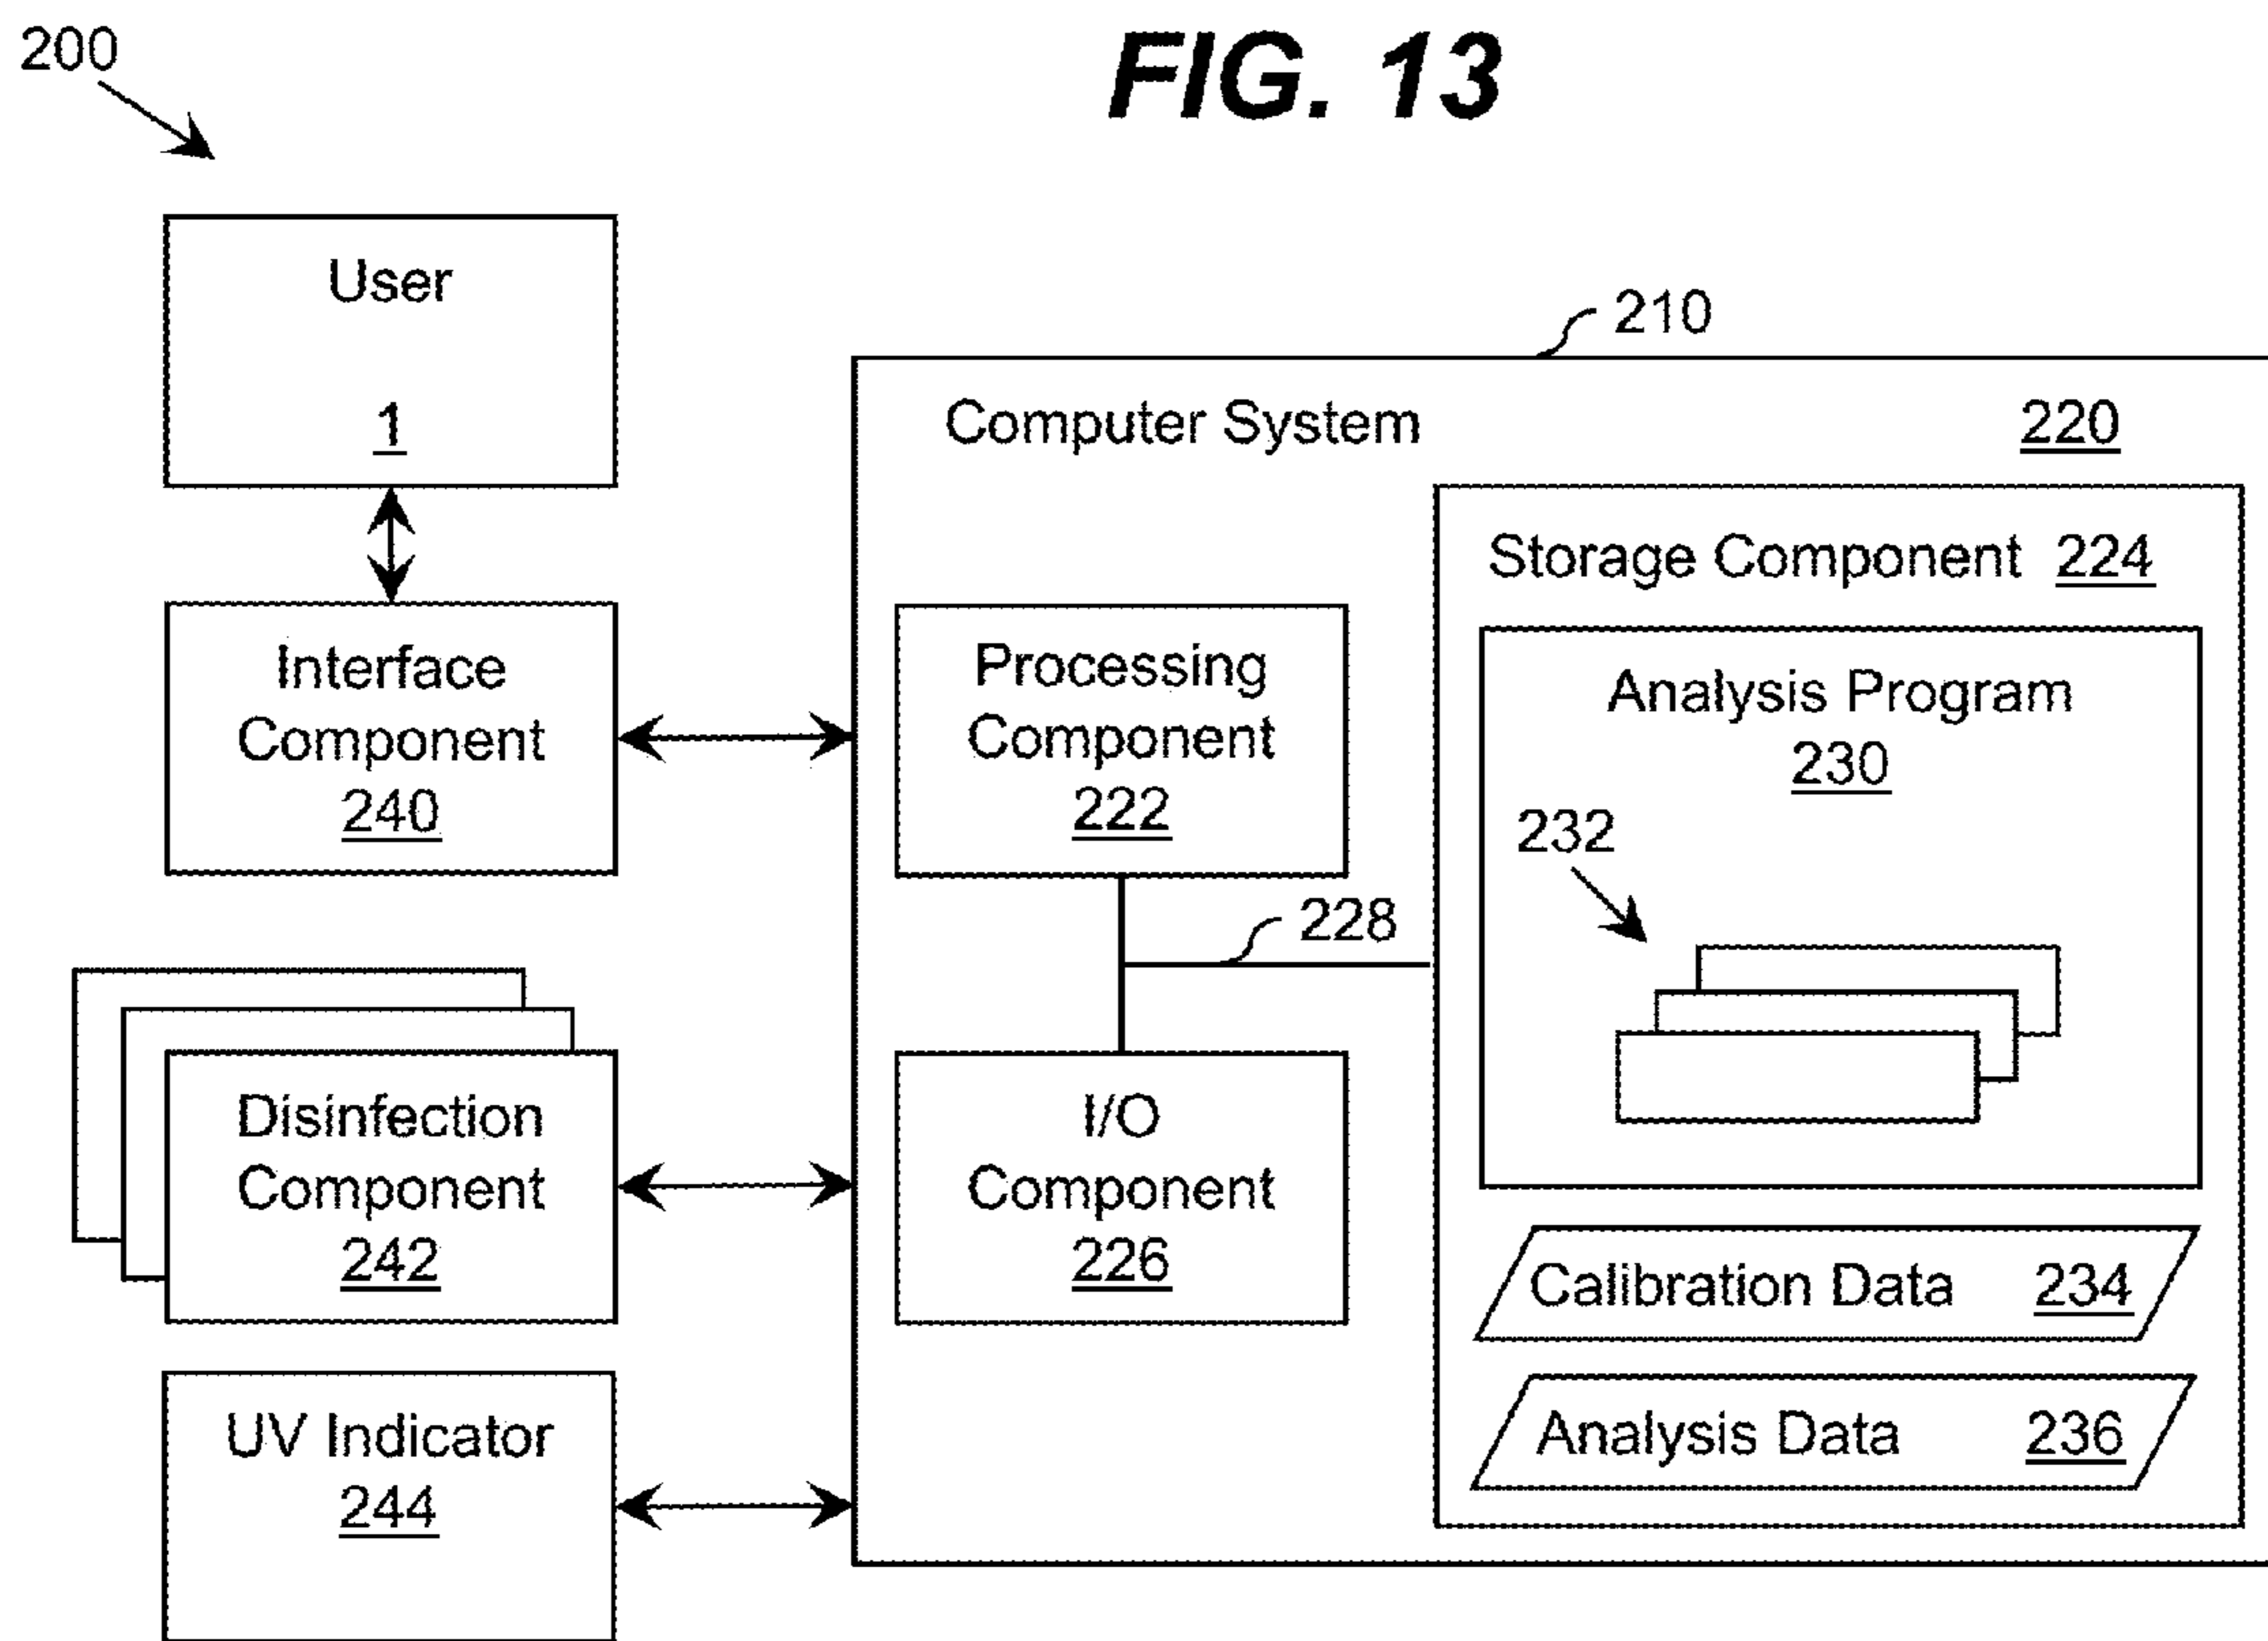 200
FIG. 13
User
1
210
Computer System 220
Interface
Component
240
Processing
Component
222
Storage Component 224
Analysis Program
230
232
228
Disinfection
Component
242
I/O
Component
226
Calibration Data 234
Analysis Data 236
UV Indicator
244